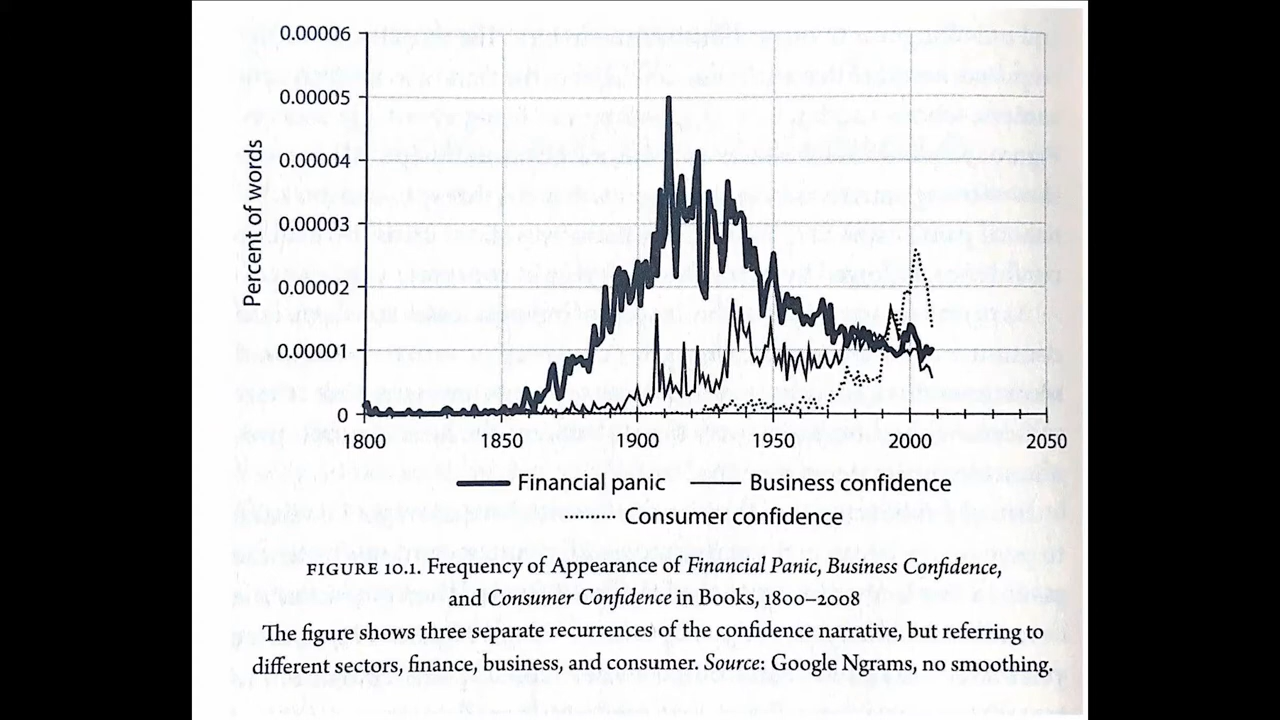 0.00006
0.00005
0.00004
0.00003
0.00002
0.00001
0
Percent of words
1800 1850 1900 1950 2000 2050
Financial panic Business confidence
Consumer confidence
FIGURE 10.1. Frequency of Appearance of Financial Panic, Business Confidence,
and Consumer Confidence in Books, 1800–2008
The figure shows three separate recurrences of the confidence narrative, but referring to
different sectors, finance, business, and consumer. Source: Google Ngrams, no smoothing.